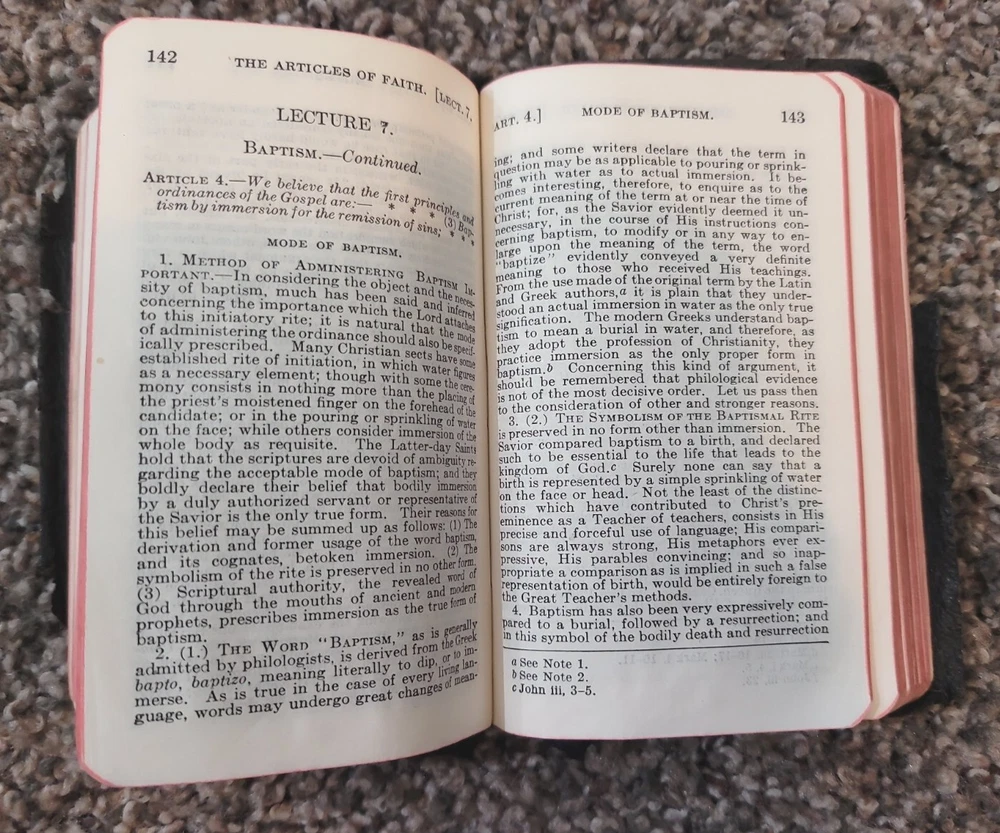 142
THE ARTICLES OF FAITH. [LECT. 7.
LECTURE 7.
BAPTISM.—Continued.
ARTICLE 4.—We believe that the first principles and
ordinances of the Gospel are:— * * * (3) Bap-
tism by immersion for the remission of sins; * * *
MODE OF BAPTISM.
1. METHOD OF ADMINISTERING BAPTISM IM-
PORTANT.—In considering the object and the neces-
sity of baptism, much has been said and inferred
concerning the importance which the Lord attaches
to this initiatory rite; it is natural that the mode
of administering the ordinance should also be specif-
ically prescribed. Many Christian sects have some
established rite of initiation, in which water figures
as a necessary element; though with some the cere-
mony consists in nothing more than the placing of
the priest's moistened finger on the forehead of the
candidate; or in the pouring or sprinkling of water
on the face; while others consider immersion of the
whole body as requisite. The Latter-day Saints
hold that the scriptures are devoid of ambiguity re-
garding the acceptable mode of baptism; and they
boldly declare their belief that bodily immersion
by a duly authorized servant or representative of
the Savior is the only true form. Their reasons for
this belief may be summed up as follows: (1) The
derivation and former usage of the word baptism,
and its cognates, betoken immersion. (2) The
symbolism of the rite is preserved in no other form.
(3) Scriptural authority, the revealed word of
God through the mouths of ancient and modern
prophets, prescribes immersion as the true form of
baptism.
2. (1.) THE WORD "BAPTISM," as is generally
admitted by philologists, is derived from the Greek
bapto, baptizo, meaning literally to dip, or to im-
merse. As is true in the case of every living lan-
guage, words may undergo great changes of mean-
ART. 4.] MODE OF BAPTISM. 143
ing; and some writers declare that the term in
question may be as applicable to pouring or sprink-
ling with water as to actual immersion. It be-
comes interesting, therefore, to enquire as to the
current meaning of the term at or near the time of
Christ; for, as the Savior evidently deemed it un-
necessary, in the course of His instructions con-
cerning baptism, to modify or in any way to en-
large upon the meaning of the term, the word
"baptize" evidently conveyed a very definite
meaning to those who received His teachings.
From the use made of the original term by the Latin
and Greek authors,a it is plain that they under-
stood an actual immersion in water as the only true
signification. The modern Greeks understand bap-
tism to mean a burial in water, and therefore, as
they adopt the profession of Christianity, they
practice immersion as the only proper form in
baptism.b Concerning this kind of argument, it
should be remembered that philological evidence
is not of the most decisive order. Let us pass then
to the consideration of other and stronger reasons.
3. (2.) THE SYMBOLISM OF THE BAPTISMAL RITE
is preserved in no form other than immersion. The
Savior compared baptism to a birth, and declared
such to be essential to the life that leads to the
kingdom of God.c Surely none can say that a
birth is represented by a simple sprinkling of water
on the face or head. Not the least of the distinc-
tions which have contributed to Christ's pre-
eminence as a Teacher of teachers, consists in His
precise and forceful use of language; His compari-
sons are always strong, His metaphors ever ex-
pressive, His parables convincing; and so inap-
propriate a comparison as is implied in such a false
representation of birth, would be entirely foreign to
the Great Teacher's methods.
4. Baptism has also been very expressively com-
pared to a burial, followed by a resurrection; and
in this symbol of the bodily death and resurrection
a See Note 1.
b See Note 2.
c John iii, 3-5.